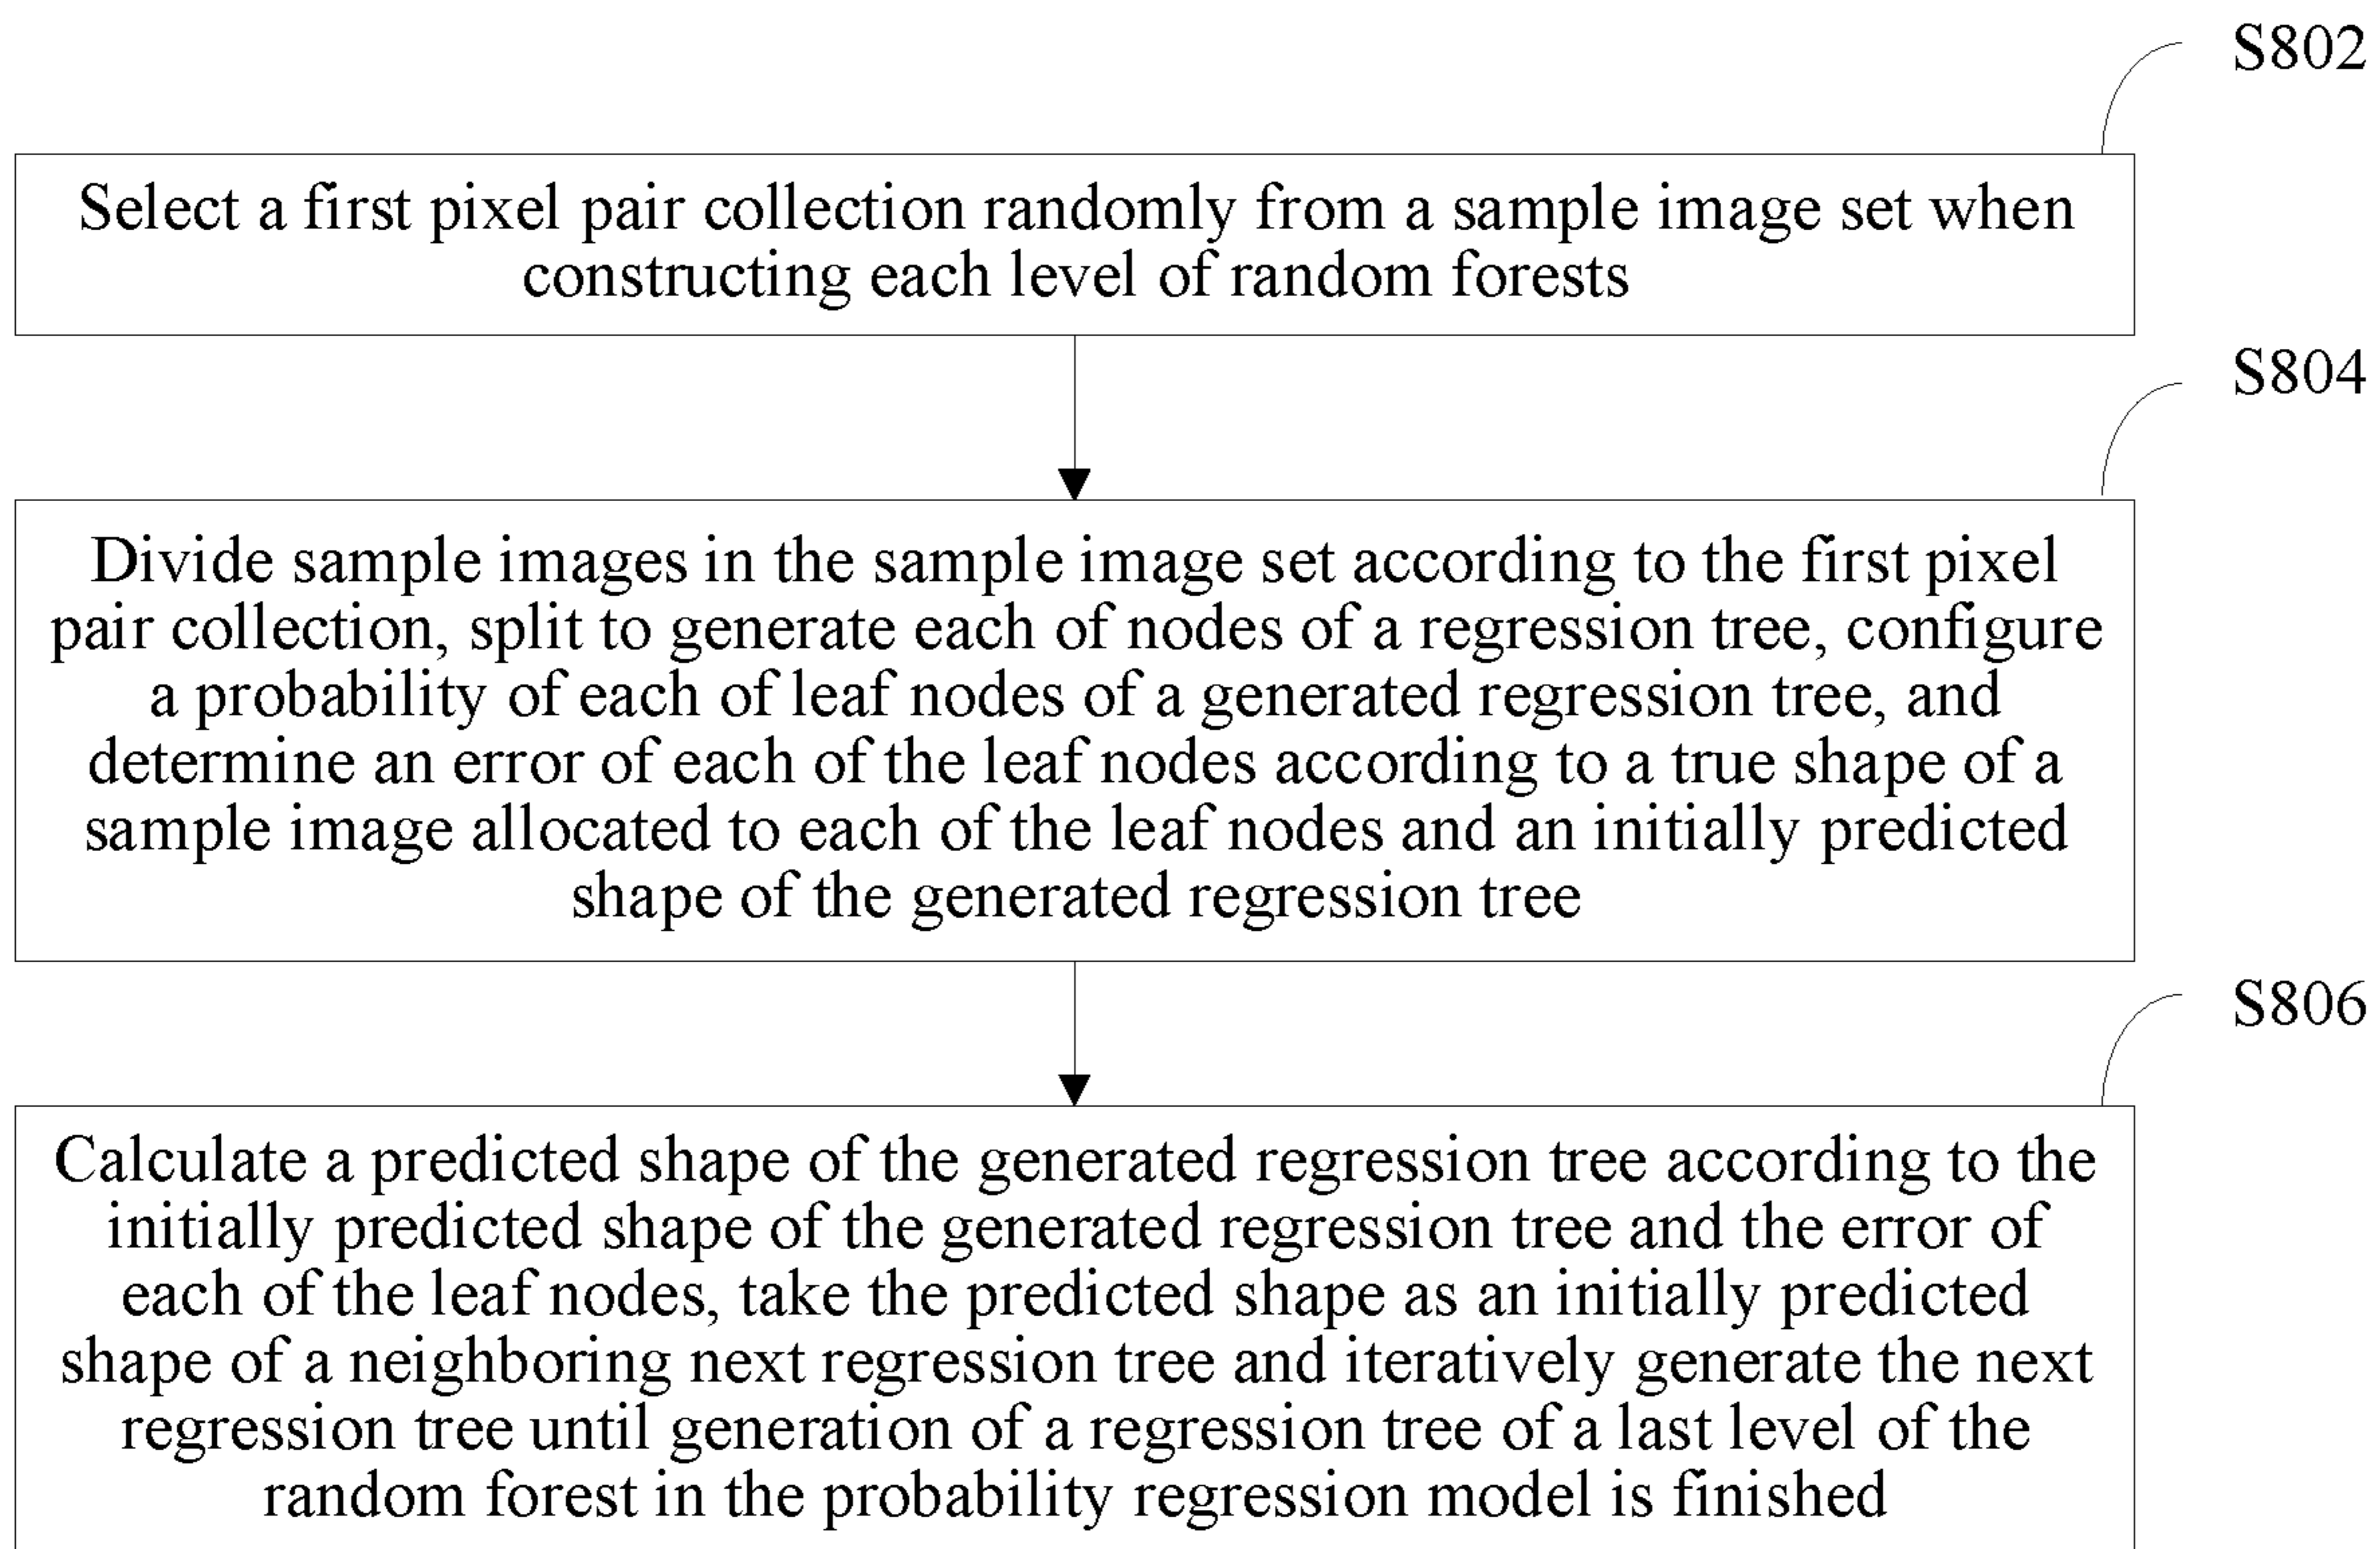 S802
Select a first pixel pair collection randomly from a sample image set when
constructing each level of random forests
S804
Divide sample images in the sample image set according to the first pixel
pair collection, split to generate each of nodes of a regression tree, configure
a probability of each of leaf nodes of a generated regression tree, and
determine an error of each of the leaf nodes according to a true shape of a
sample image allocated to each of the leaf nodes and an initially predicted
shape of the generated regression tree
S806
Calculate a predicted shape of the generated regression tree according to the
initially predicted shape of the generated regression tree and the error of
each of the leaf nodes, take the predicted shape as an initially predicted
shape of a neighboring next regression tree and iteratively generate the next
regression tree until generation of a regression tree of a last level of the
random forest in the probability regression model is finished